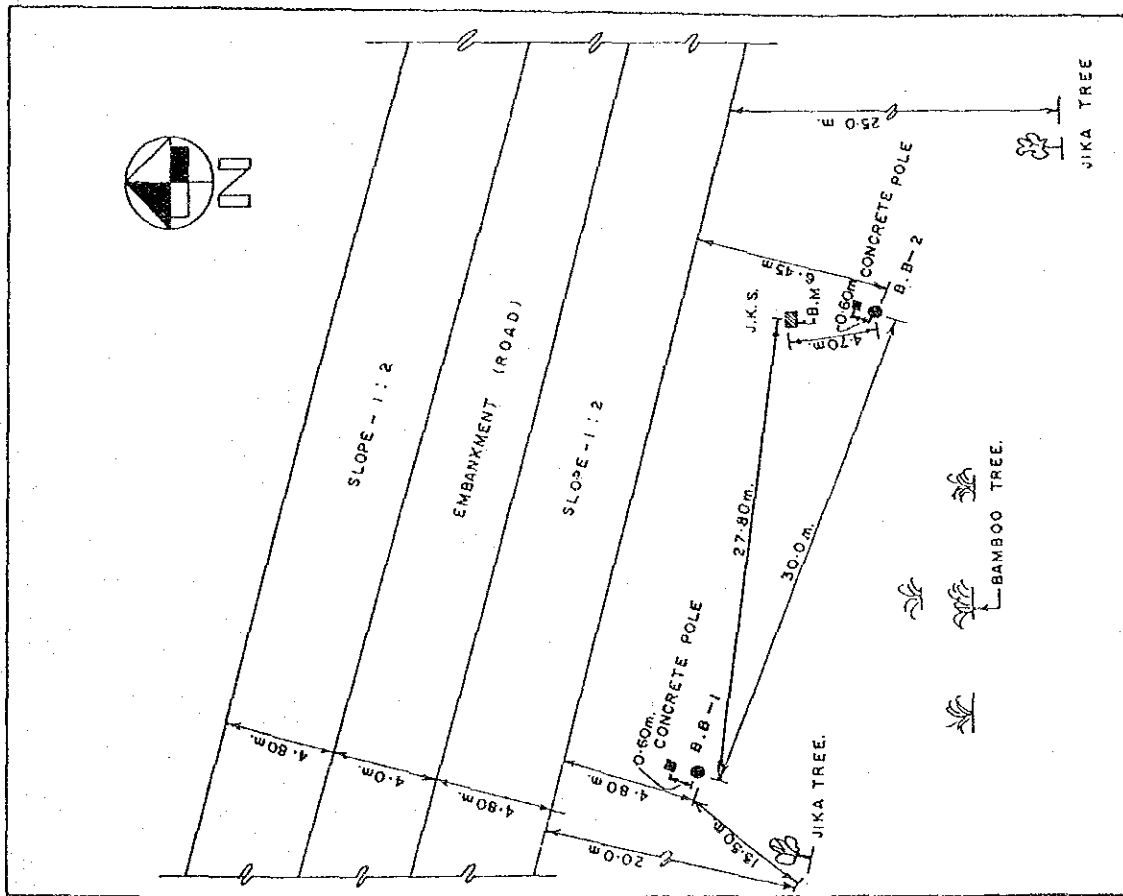 N
SLOPE - 1 : 2
EMBANKMENT (ROAD)
SLOPE - 1 : 2
4.80m.
4.0m.
4.80m.
4.80 m.
20.0m
13.50m.
0.60m.
CONCRETE POLE
B.B-1
JIKA TREE.
27.80m.
30.0m.
J.K.S.
B.M
4.70m.
0.60m
CONCRETE POLE
B.B-2
25.0 m.
JIKA TREE
BAMBOO TREE.